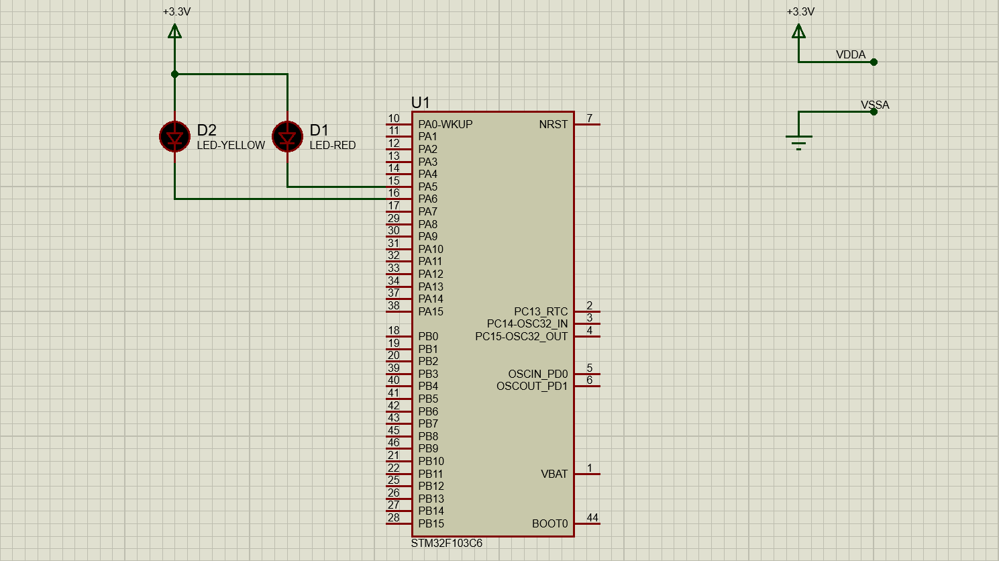 +3.3V
+3.3V
VDDA
VSSA
D2
LED-YELLOW
D1
LED-RED
U1
10 PA0-WKUP
11 PA1
12 PA2
13 PA3
14 PA4
15 PA5
16 PA6
17 PA7
29 PA8
30 PA9
31 PA10
32 PA11
33 PA12
34 PA13
37 PA14
38 PA15
18 PB0
19 PB1
20 PB2
39 PB3
40 PB4
41 PB5
42 PB6
43 PB7
45 PB8
46 PB9
21 PB10
22 PB11
25 PB12
26 PB13
27 PB14
28 PB15
NRST 7
PC13_RTC 2
PC14-OSC32_IN 3
PC15-OSC32_OUT 4
OSCIN_PD0 5
OSCOUT_PD1 6
VBAT 1
BOOT0 44
STM32F103C6